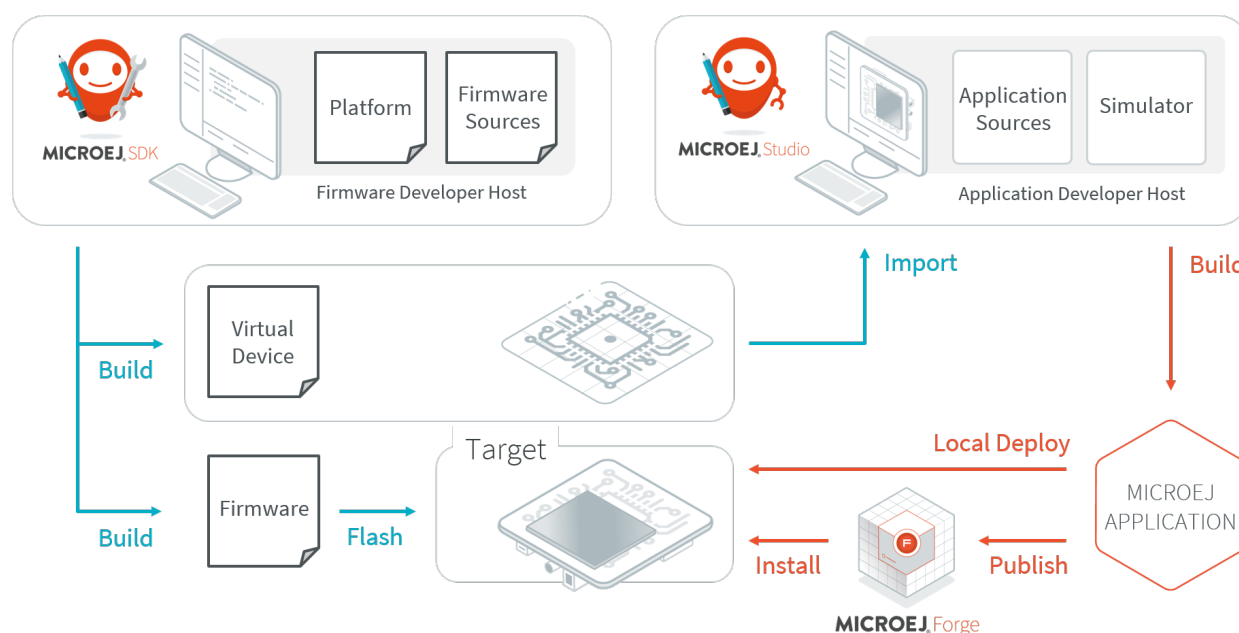 Platform
Firmware
Sources
MICROEJ. SDK
Firmware Developer Host
Application
Sources
Simulator
MICROEJ. Studio
Application Developer Host
Import
Build
Virtual
Device
Build
Target
Local Deploy
Firmware
Flash
Build
MICROEJ
APPLICATION
F
Install
Publish
MICROEJ. Forge